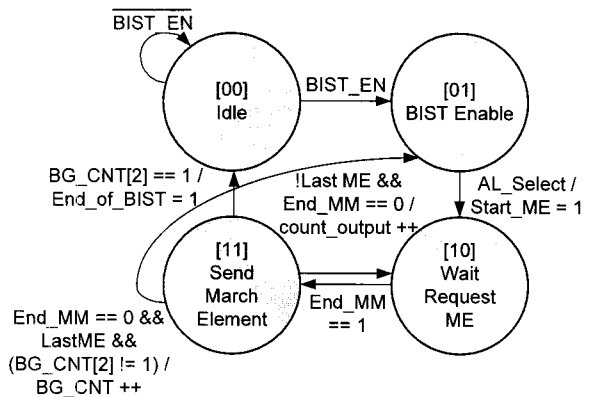 BIST_EN
[00]
Idle
BIST_EN
[01]
BIST Enable
BG_CNT[2] == 1 /
End_of_BIST = 1
!Last ME &&
End_MM == 0 /
count_output ++
AL_Select /
Start_ME = 1
[11]
Send
March
Element
[10]
Wait
Request
ME
End_MM
== 1
End_MM == 0 &&
LastME &&
(BG_CNT[2] != 1) /
BG_CNT ++